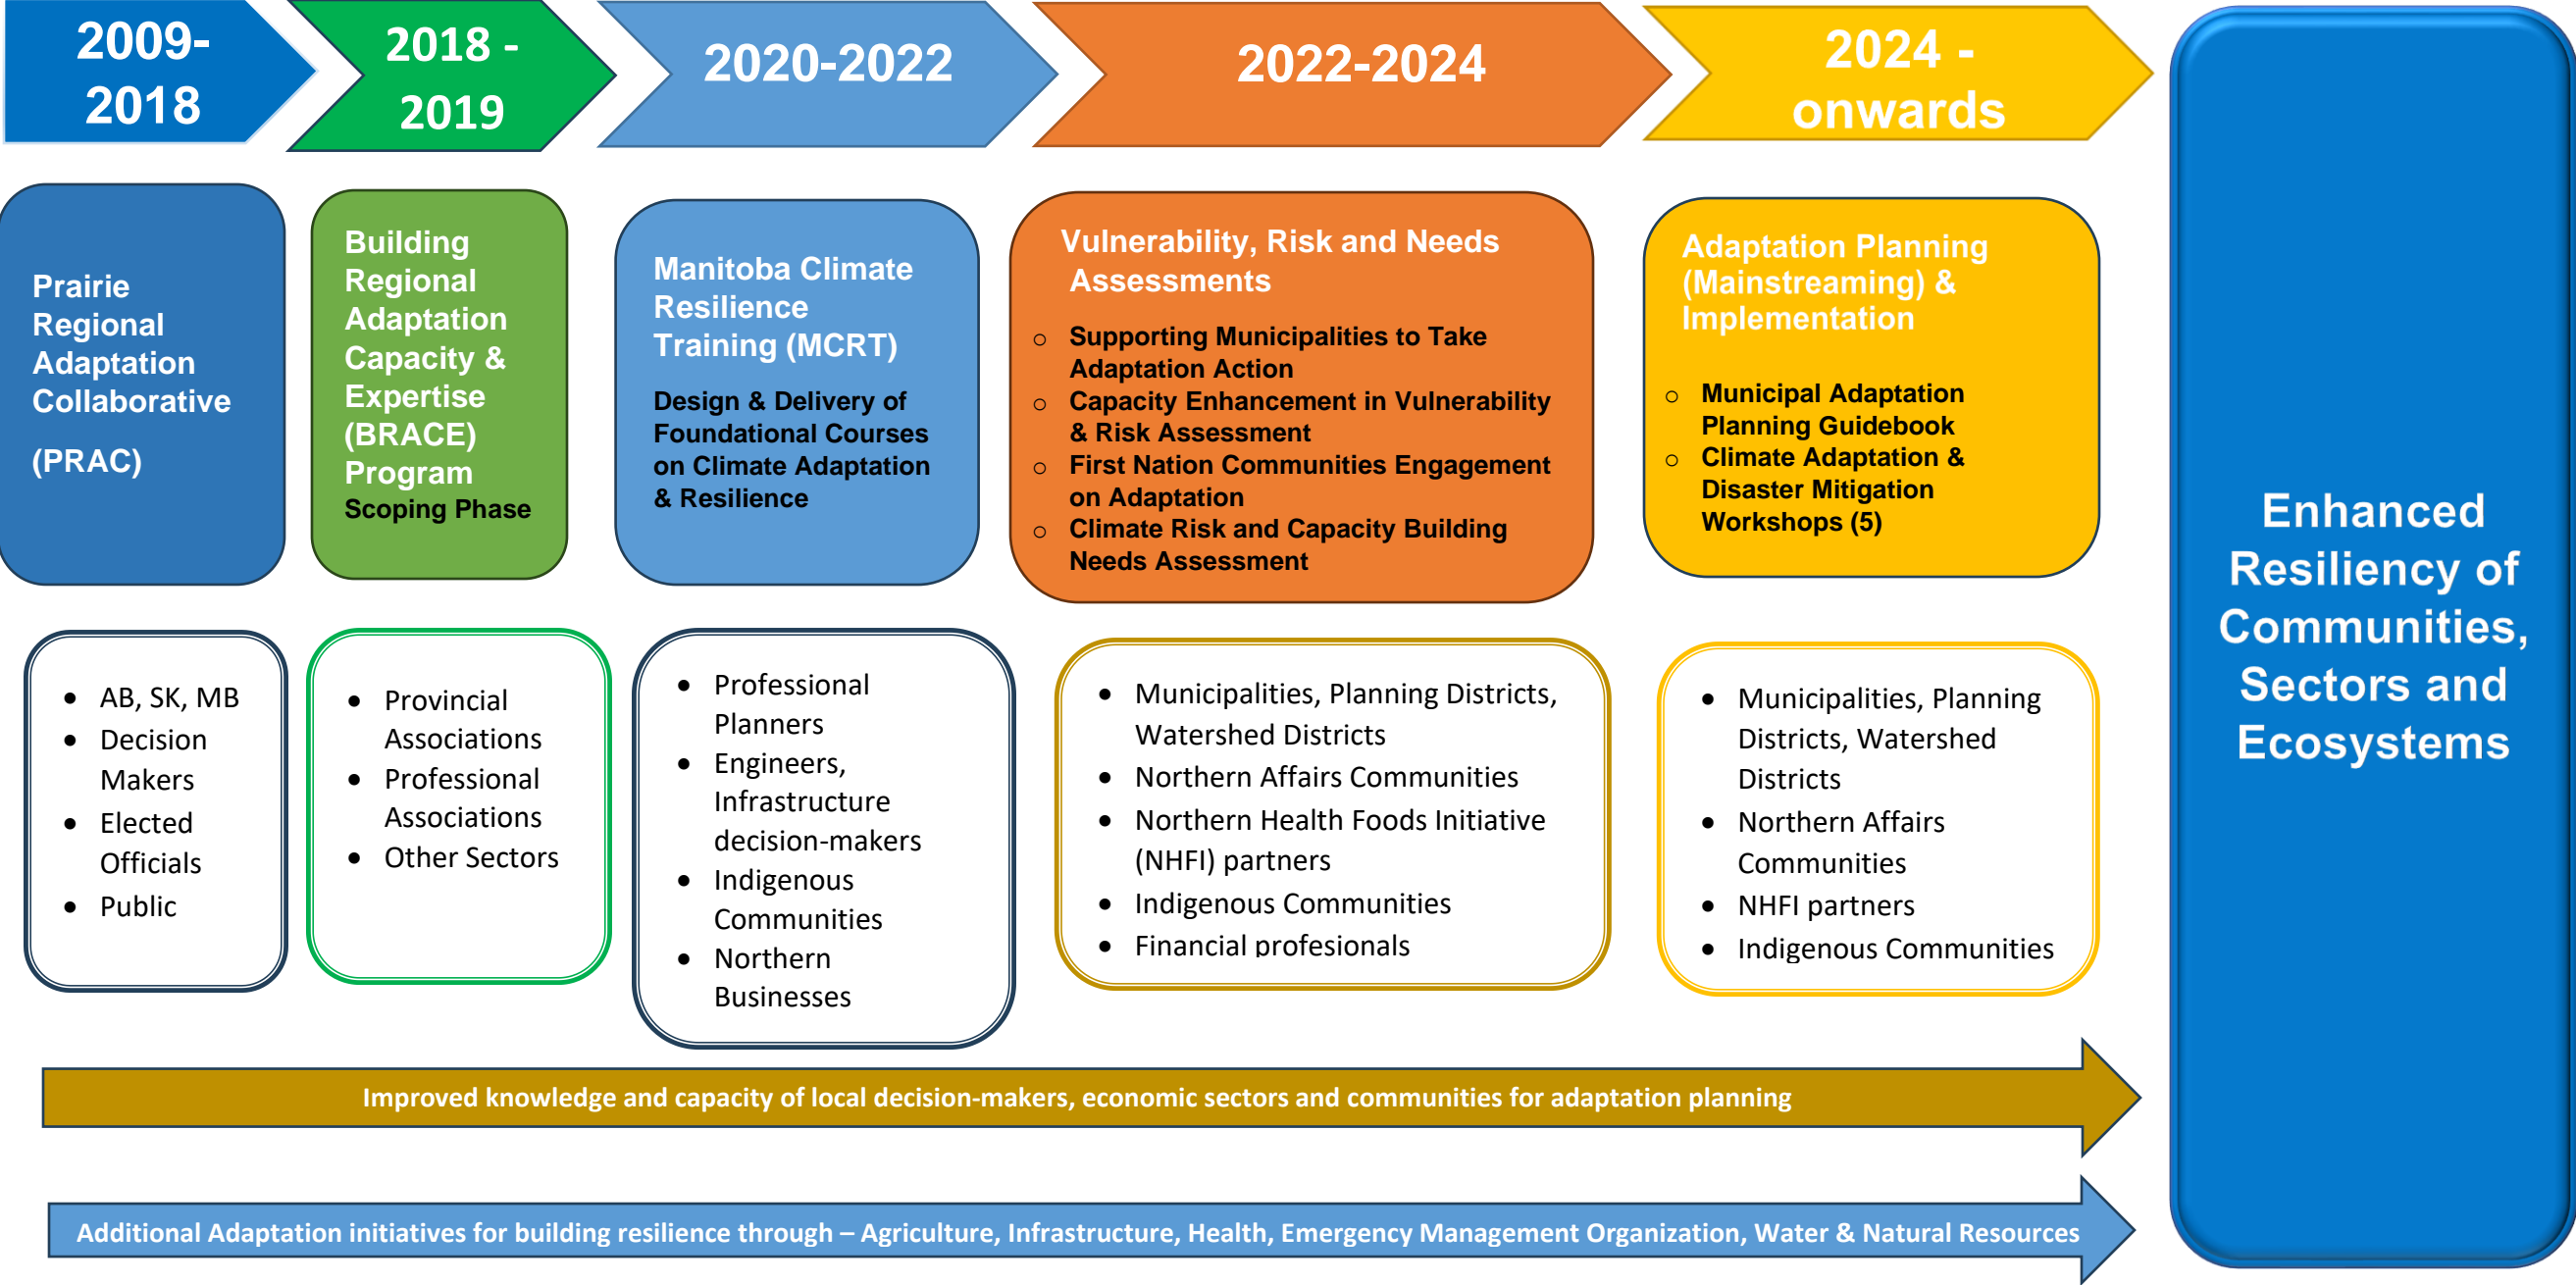 2009-
2018
2018 -
2019
2020-2022
2022-2024
2024 -
onwards
Prairie
Regional
Adaptation
Collaborative
(PRAC)
Building
Regional
Adaptation
Capacity &
Expertise
(BRACE)
Program
Scoping Phase
Manitoba Climate
Resilience
Training (MCRT)
Design & Delivery of
Foundational Courses
on Climate Adaptation
& Resilience
Vulnerability, Risk and Needs
Assessments
o Supporting Municipalities to Take
Adaptation Action
o Capacity Enhancement in Vulnerability
& Risk Assessment
o First Nation Communities Engagement
on Adaptation
o Climate Risk and Capacity Building
Needs Assessment
Adaptation Planning
(Mainstreaming) &
Implementation
o Municipal Adaptation
Planning Guidebook
o Climate Adaptation &
Disaster Mitigation
Workshops (5)
• AB, SK, MB
• Decision
Makers
• Elected
Officials
• Public
• Provincial
Associations
• Professional
Associations
• Other Sectors
• Professional
Planners
• Engineers,
Infrastructure
decision-makers
• Indigenous
Communities
• Northern
Businesses
• Municipalities, Planning Districts,
Watershed Districts
• Northern Affairs Communities
• Northern Health Foods Initiative
(NHFI) partners
• Indigenous Communities
• Financial profesionals
• Municipalities, Planning
Districts, Watershed
Districts
• Northern Affairs
Communities
• NHFI partners
• Indigenous Communities
Improved knowledge and capacity of local decision-makers, economic sectors and communities for adaptation planning
Additional Adaptation initiatives for building resilience through – Agriculture, Infrastructure, Health, Emergency Management Organization, Water & Natural Resources
Enhanced
Resiliency of
Communities,
Sectors and
Ecosystems